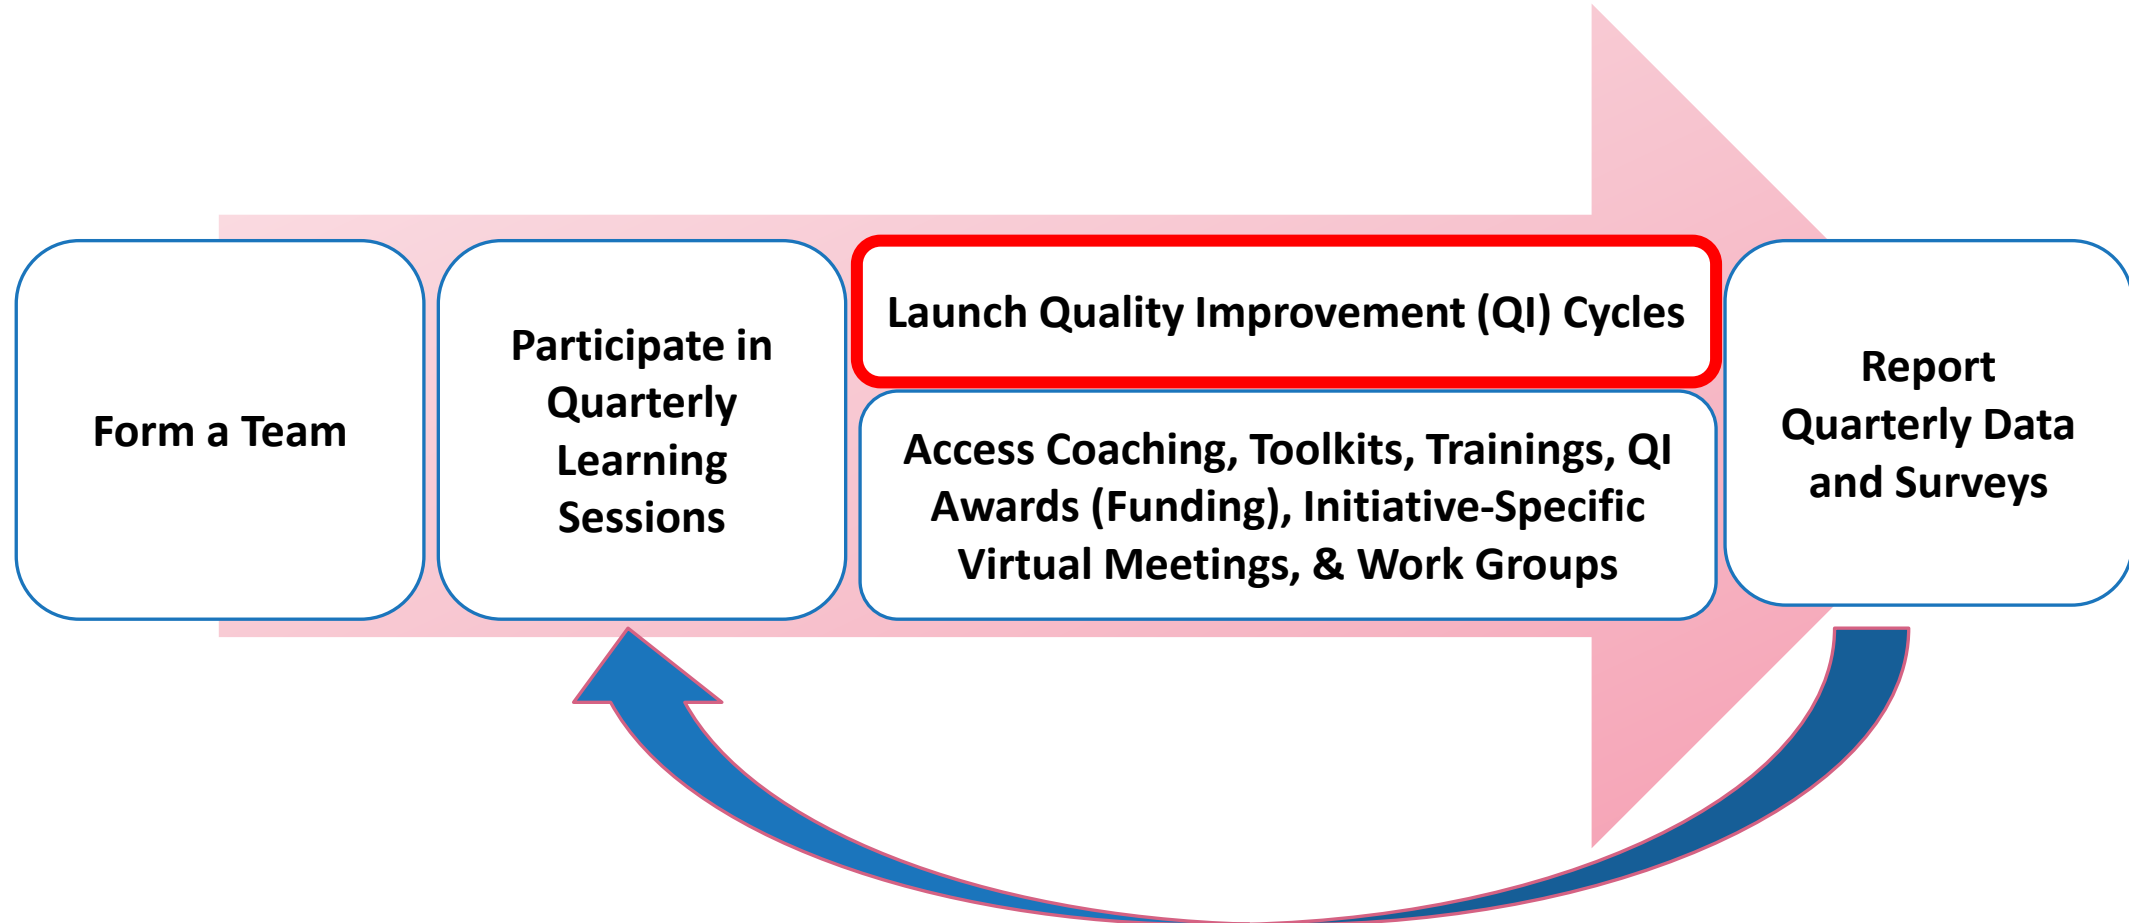 Form a Team
Participate in
Quarterly
Learning
Sessions
Launch Quality Improvement (QI) Cycles
Access Coaching, Toolkits, Trainings, QI
Awards (Funding), Initiative-Specific
Virtual Meetings, & Work Groups
Report
Quarterly Data
and Surveys